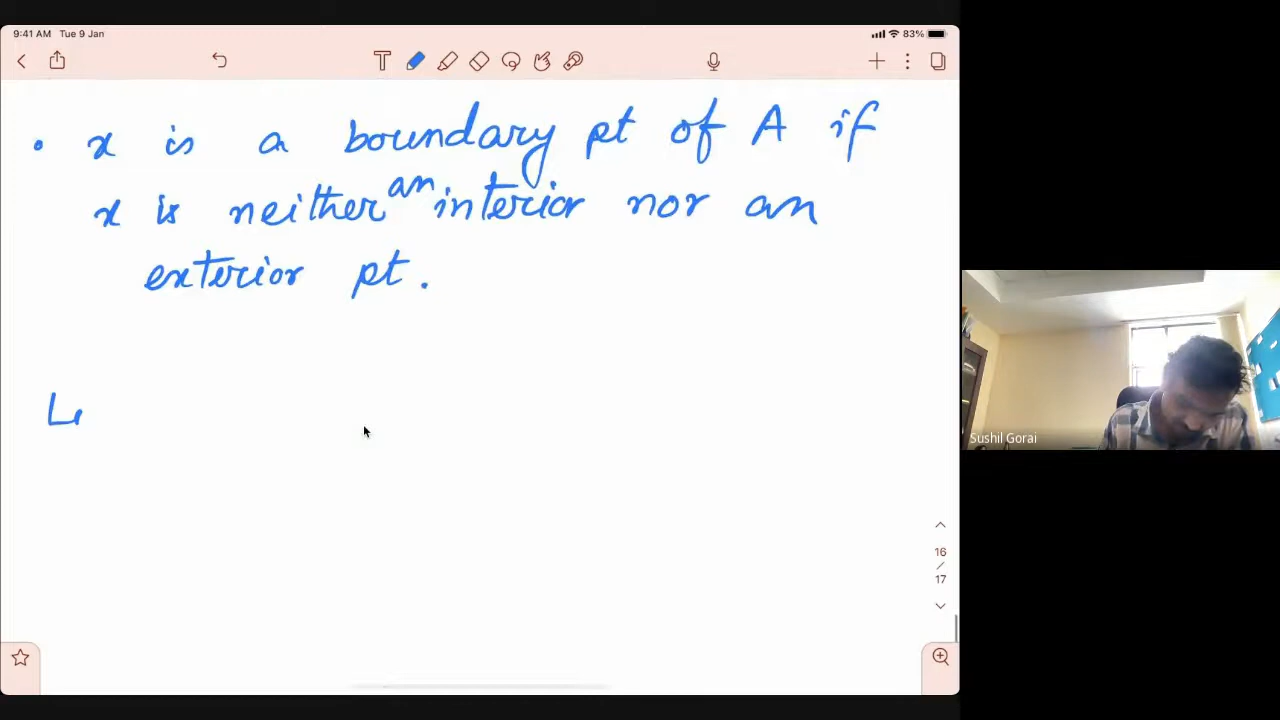 9:41 AM Tue 9 Jan
83%
• x is a boundary pt of A if
x is neither an interior nor an
exterior pt.
Le
Sushil Gorai
16
/
17